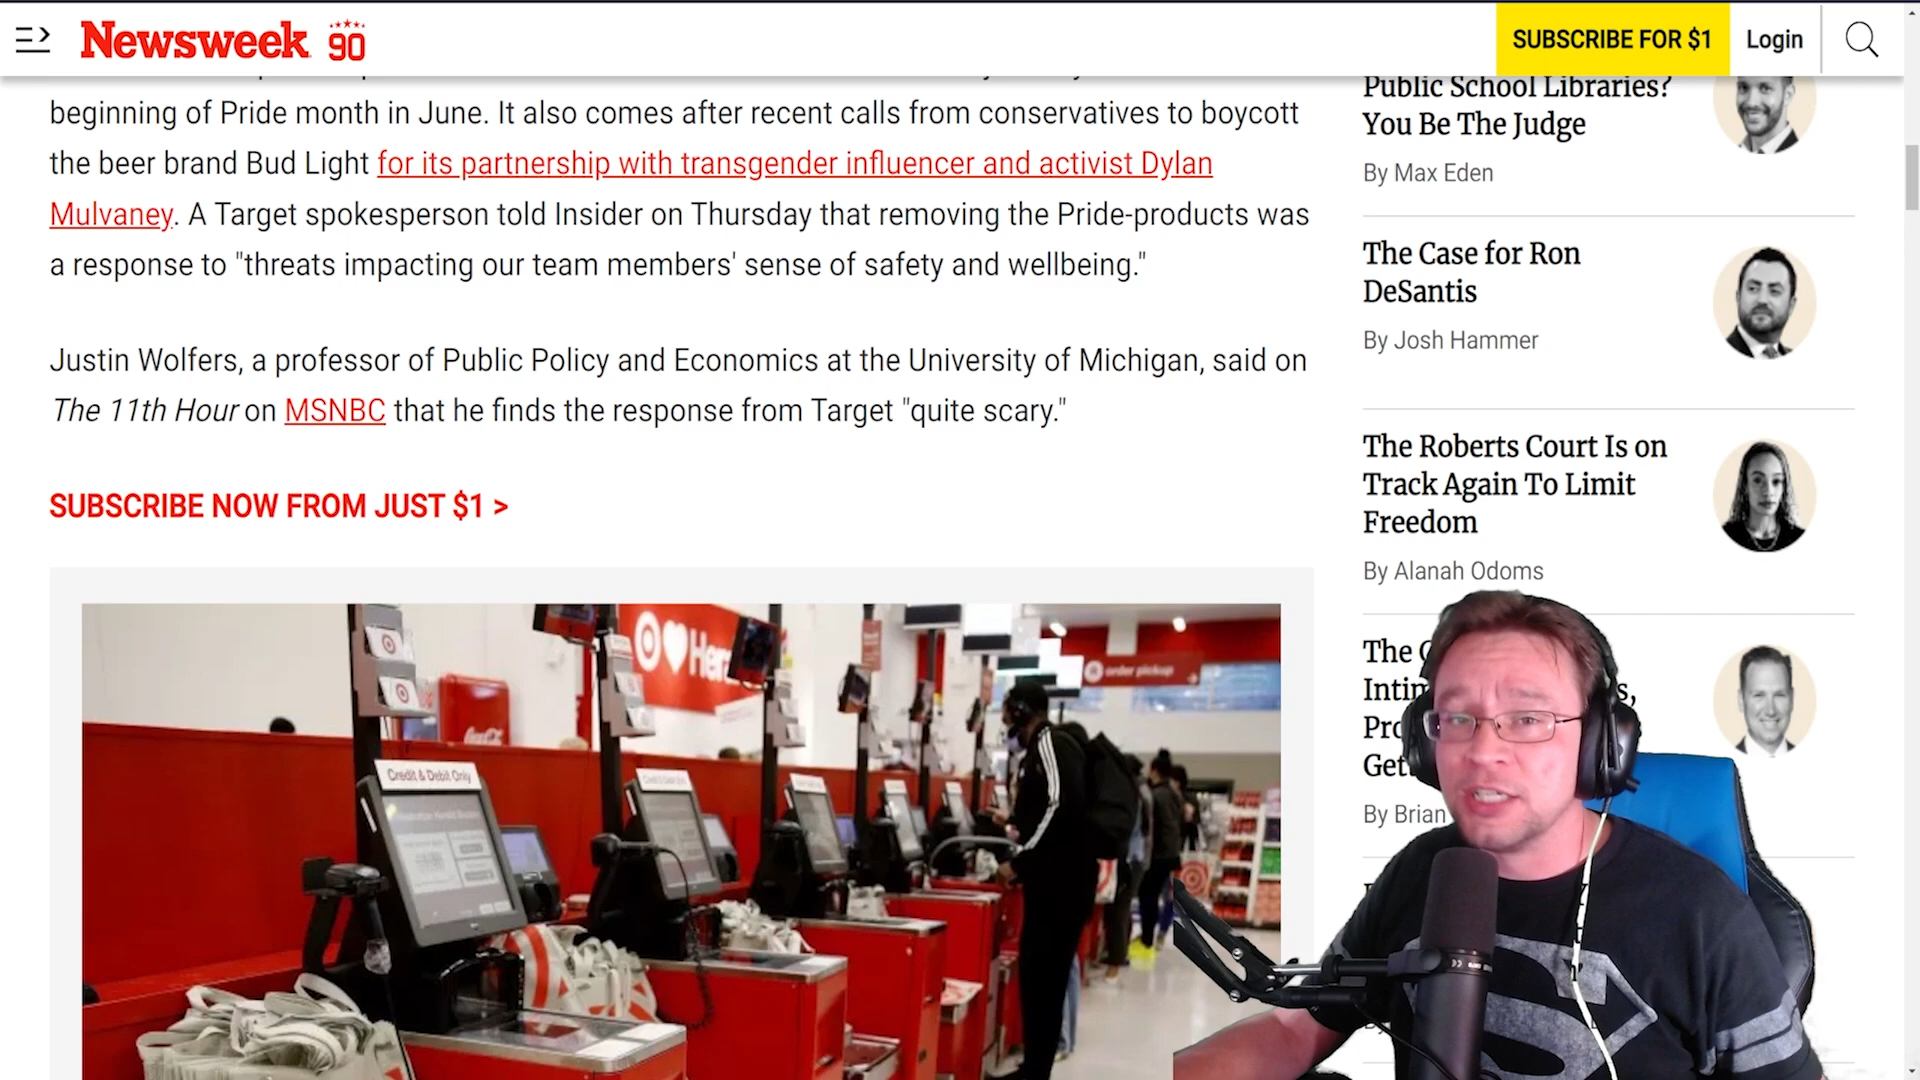 Newsweek 90
SUBSCRIBE FOR $1
Login
beginning of Pride month in June. It also comes after recent calls from conservatives to boycott
the beer brand Bud Light for its partnership with transgender influencer and activist Dylan
Mulvaney. A Target spokesperson told Insider on Thursday that removing the Pride-products was
a response to "threats impacting our team members' sense of safety and wellbeing."
Justin Wolfers, a professor of Public Policy and Economics at the University of Michigan, said on
The 11th Hour on MSNBC that he finds the response from Target "quite scary."
SUBSCRIBE NOW FROM JUST $1 >
Credit & Debit Only
order pickup
Public School Libraries?
You Be The Judge
By Max Eden
The Case for Ron
DeSantis
By Josh Hammer
The Roberts Court Is on
Track Again To Limit
Freedom
By Alanah Odoms
The
By Brian